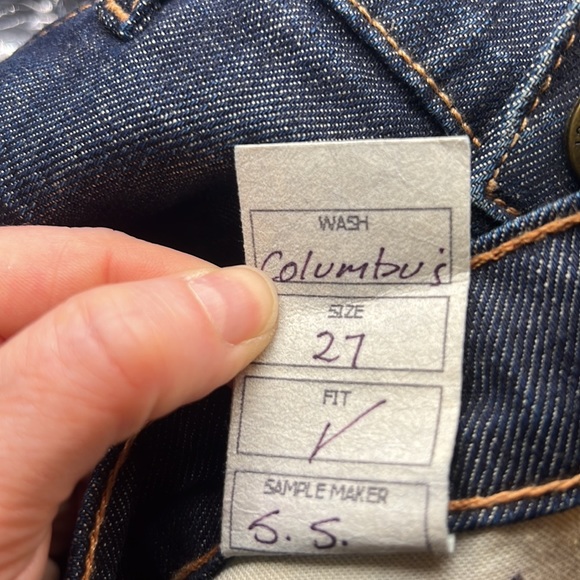 WASH
Columbus
SIZE
27
FIT
✓
SAMPLE MAKER
S. S.